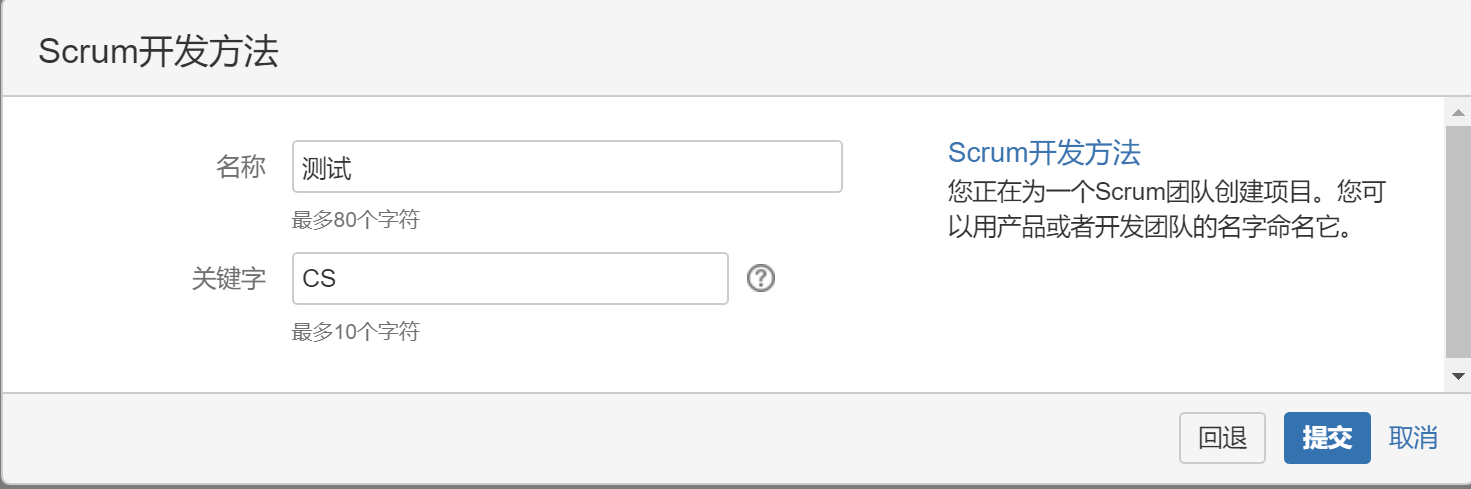 Scrum开发方法
名称
测试
最多80个字符
关键字
CS
?
最多10个字符
Scrum开发方法
您正在为一个Scrum团队创建项目。您可
以用产品或者开发团队的名字命名它。
回退
提交
取消